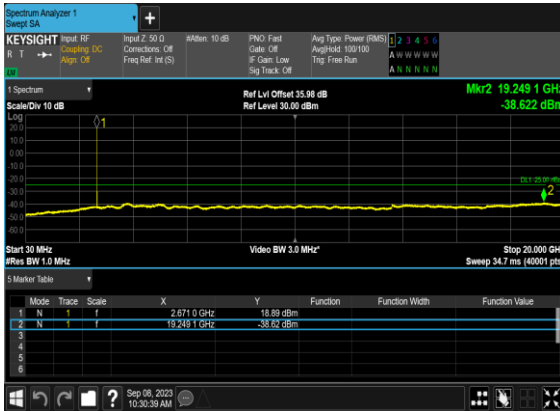 Spectrum Analyzer 1
Swept SA
+
KEYSIGHT Input: RF Input Z: 50 Ω #Atten: 10 dB PNO: Fast Avg Type: Power (RMS) 1 2 3 4 5 6
R T Coupling: DC Corrections: Off Gate: Off Avg|Hold: 100/100 A W W W W W
Align: Off Freq Ref: Int (S) IF Gain: Low Trig: Free Run
Sig Track: Off A N N N N N
1 Spectrum Ref Lvl Offset 35.98 dB Mkr2 19.249 1 GHz
Scale/Div 10 dB Ref Level 30.00 dBm -38.622 dBm
Log
20.0
10.0
0.00
-10.0
-20.0
-30.0
-40.0
-50.0
-60.0
1
DL1 -25.00 dBm
2
Start 30 MHz Video BW 3.0 MHz* Stop 20.000 GHz
#Res BW 1.0 MHz Sweep 34.7 ms (40001 pts)
5 Marker Table
Mode Trace Scale X Y Function Function Width Function Value
1 N 1 f 2.671 0 GHz 18.89 dBm
2 N 1 f 19.249 1 GHz -38.62 dBm
3
4
5
6
?
Sep 08, 2023
10:30:39 AM